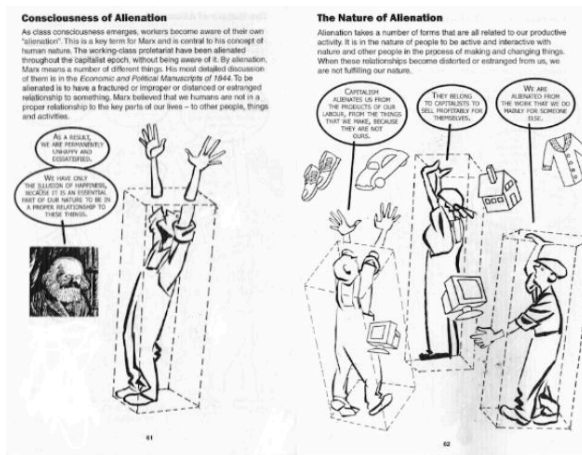 Consciousness of Alienation
As class consciousness emerges, workers become aware of their own
"alienation". This is a key term for Marx and is central to his concept of
human nature. The working-class proletariat have been alienated
throughout the capitalist epoch, without being aware of it. By alienation,
Marx means a number of different things. His most detailed discussion
of them is in the Economic and Political Manuscripts of 1844. To be
alienated is to have a fractured or improper or distanced or estranged
relationship to something. Marx believed that we humans are not in a
proper relationship to the key parts of our lives – to other people, things
and activities.
AS A RESULT,
WE ARE PERMANENTLY
UNHAPPY AND
DISSATISFIED.
WE HAVE ONLY
THE ILLUSION OF HAPPINESS,
BECAUSE IT IS AN ESSENTIAL
PART OF OUR NATURE TO BE IN
A PROPER RELATIONSHIP TO
THESE THINGS.
61
The Nature of Alienation
Alienation takes a number of forms that are all related to our productive
activity. It is in the nature of people to be active and interactive with
nature and other people in the process of making and changing things.
When these relationships become distorted or estranged from us, we
are not fulfilling our nature.
CAPITALISM
ALIENATES US FROM
THE PRODUCTS OF OUR
LABOUR, FROM THE THINGS
THAT WE MAKE, BECAUSE
THEY ARE NOT
OURS.
THEY BELONG
TO CAPITALISTS TO
SELL PROFITABLY FOR
THEMSELVES.
WE ARE
ALIENATED FROM
THE WORK THAT WE DO
MAINLY FOR SOMEONE
ELSE.
62